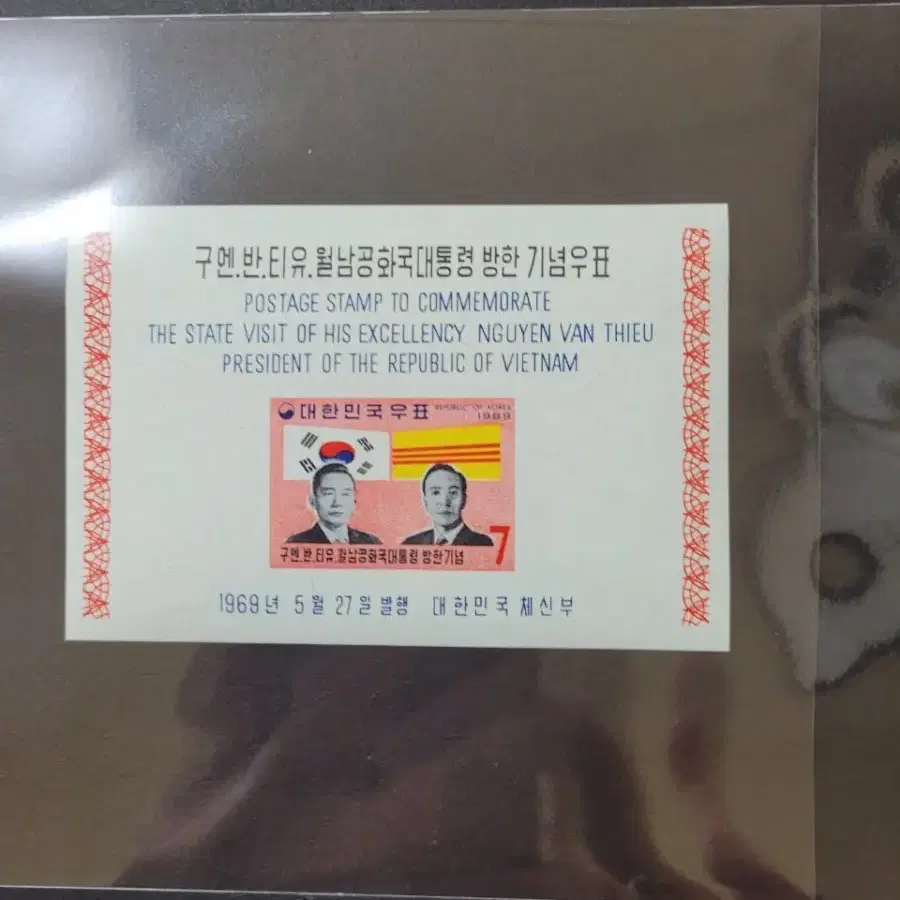 구엔.반.티유.월남공화국대통령 방한 기념우표
POSTAGE STAMP TO COMMEMORATE
THE STATE VISIT OF HIS EXCELLENCY NGUYEN VAN THIEU
PRESIDENT OF THE REPUBLIC OF VIETNAM
대한민국우표 REPUBLIC OF KOREA
1969
7
구엔.반.티유.월남공화국대통령 방한기념
1969년 5월 27일 발행 대한민국 체신부